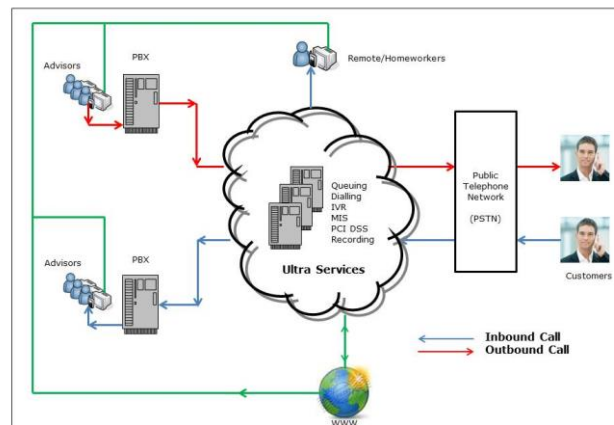 Advisors
PBX
Remote/Homeworkers
Queuing
Dialling
IVR
MIS
PCI DSS
Recording
Ultra Services
Public
Telephone
Network
(PSTN)
Customers
Advisors
PBX
Inbound Call
Outbound Call
WWW